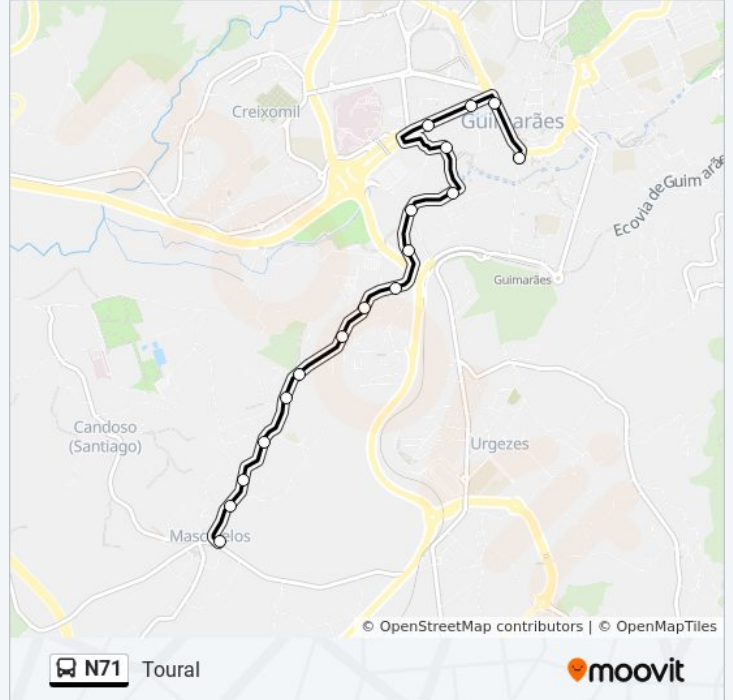 Creixomil
Guimarães
Ecovia de Guimarães
Guimarães
Candoso
(Santiago)
Urgezes
Mascotelos
© OpenStreetMap contributors | © OpenMapTiles
N71 Toural
moovit